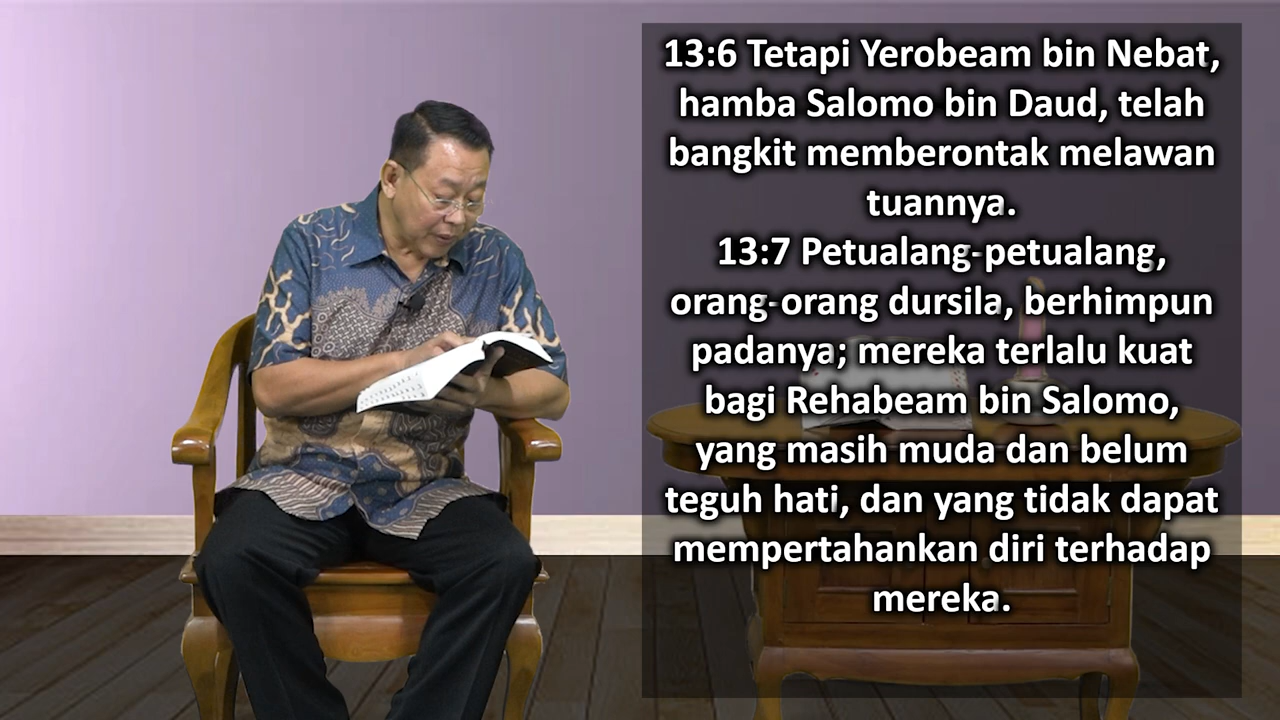 13:6 Tetapi Yerobeam bin Nebat,
hamba Salomo bin Daud, telah
bangkit memberontak melawan
tuannya.
13:7 Petualang-petualang,
orang-orang dursila, berhimpun
padanya; mereka terlalu kuat
bagi Rehabeam bin Salomo,
yang masih muda dan belum
teguh hati, dan yang tidak dapat
mempertahankan diri terhadap
mereka.